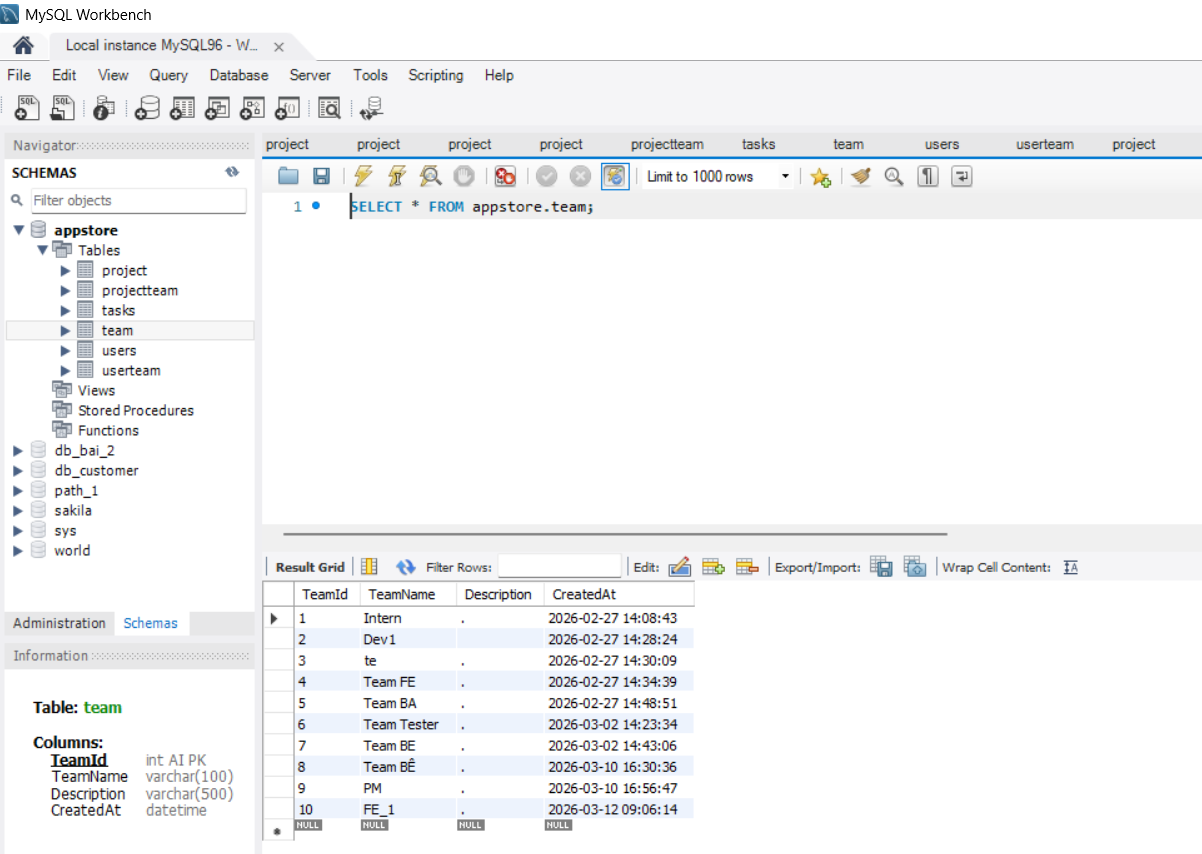 MySQL Workbench
Local instance MySQL96 - W...
File Edit View Query Database Server Tools Scripting Help
Navigator
SCHEMAS
Filter objects
appstore
Tables
project
projectteam
tasks
team
users
userteam
Views
Stored Procedures
Functions
db_bai_2
db_customer
path_1
sakila
sys
world
Administration Schemas
Information
Table: team
Columns:
TeamId int AI PK
TeamName varchar(100)
Description varchar(500)
CreatedAt datetime
project project project project projectteam tasks team users userteam project
Limit to 1000 rows
1 SELECT * FROM appstore.team;
Result Grid Filter Rows: Edit: Export/Import: Wrap Cell Content:
TeamId TeamName Description CreatedAt
1 Intern . 2026-02-27 14:08:43
2 Dev1 2026-02-27 14:28:24
3 te . 2026-02-27 14:30:09
4 Team FE . 2026-02-27 14:34:39
5 Team BA . 2026-02-27 14:48:51
6 Team Tester . 2026-03-02 14:23:34
7 Team BE . 2026-03-02 14:43:06
8 Team BÊ . 2026-03-10 16:30:36
9 PM . 2026-03-10 16:56:47
10 FE_1 . 2026-03-12 09:06:14
NULL NULL NULL NULL